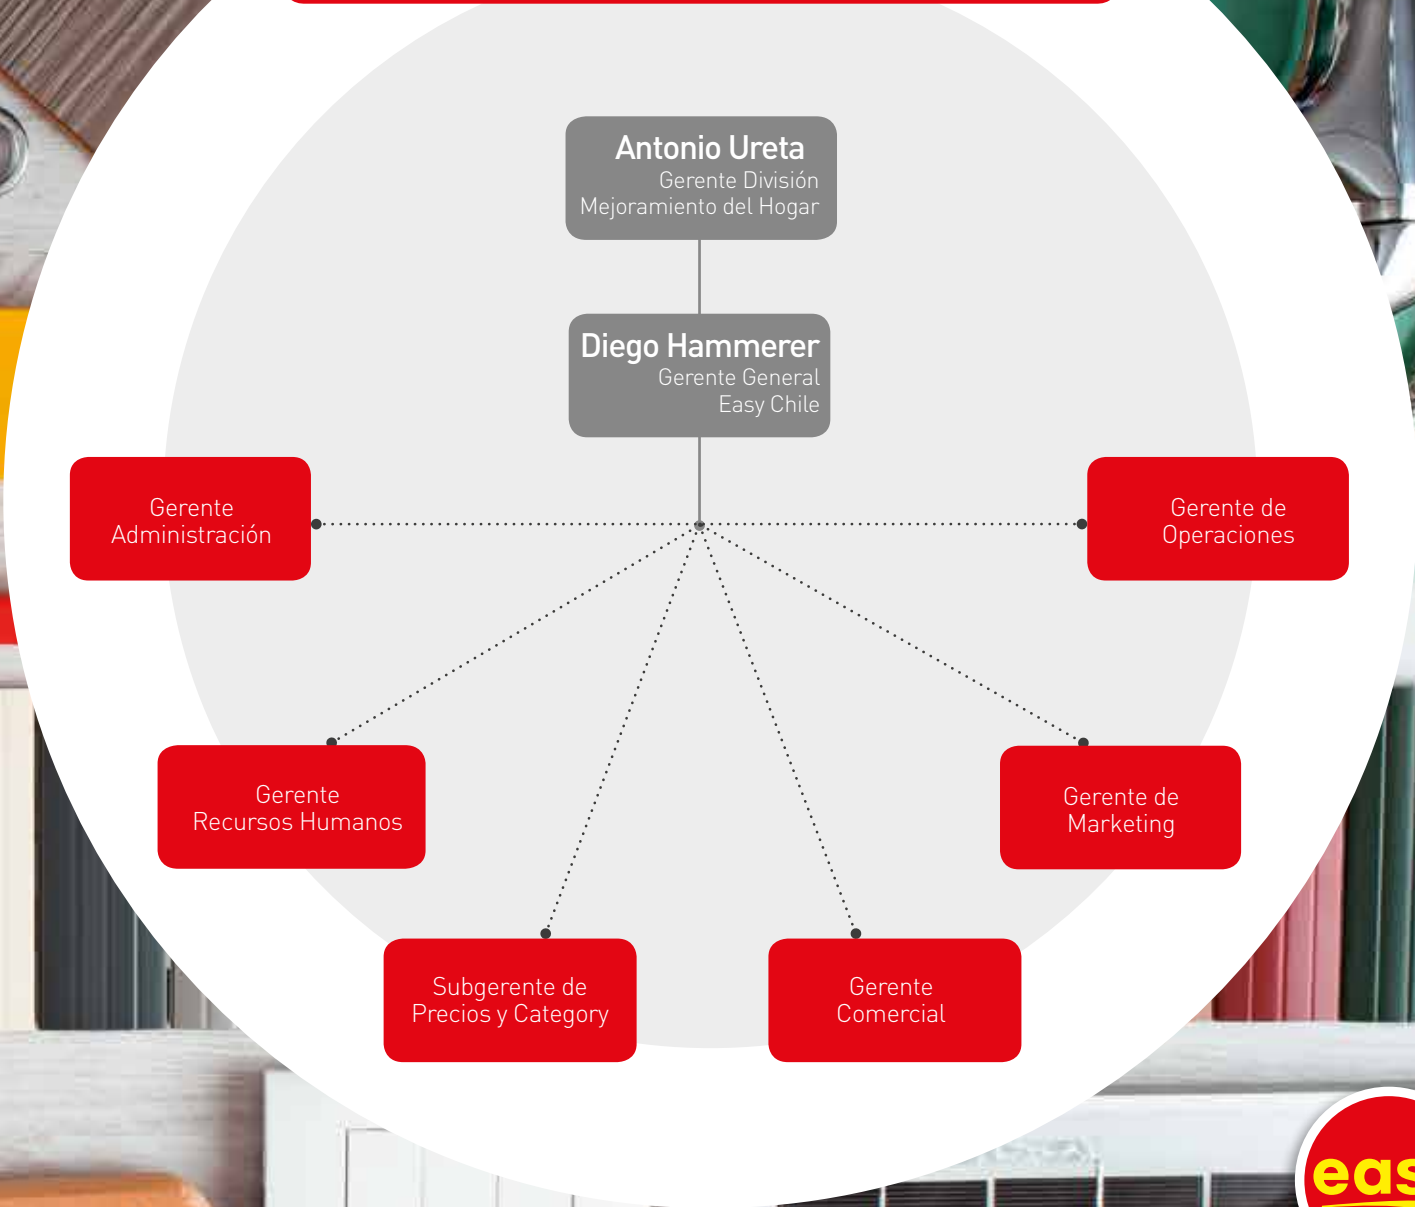 Antonio Ureta
Gerente División
Mejoramiento del Hogar
Diego Hammerer
Gerente General
Easy Chile
Gerente
Administración
Gerente de
Operaciones
Gerente
Recursos Humanos
Gerente de
Marketing
Subgerente de
Precios y Category
Gerente
Comercial
eas